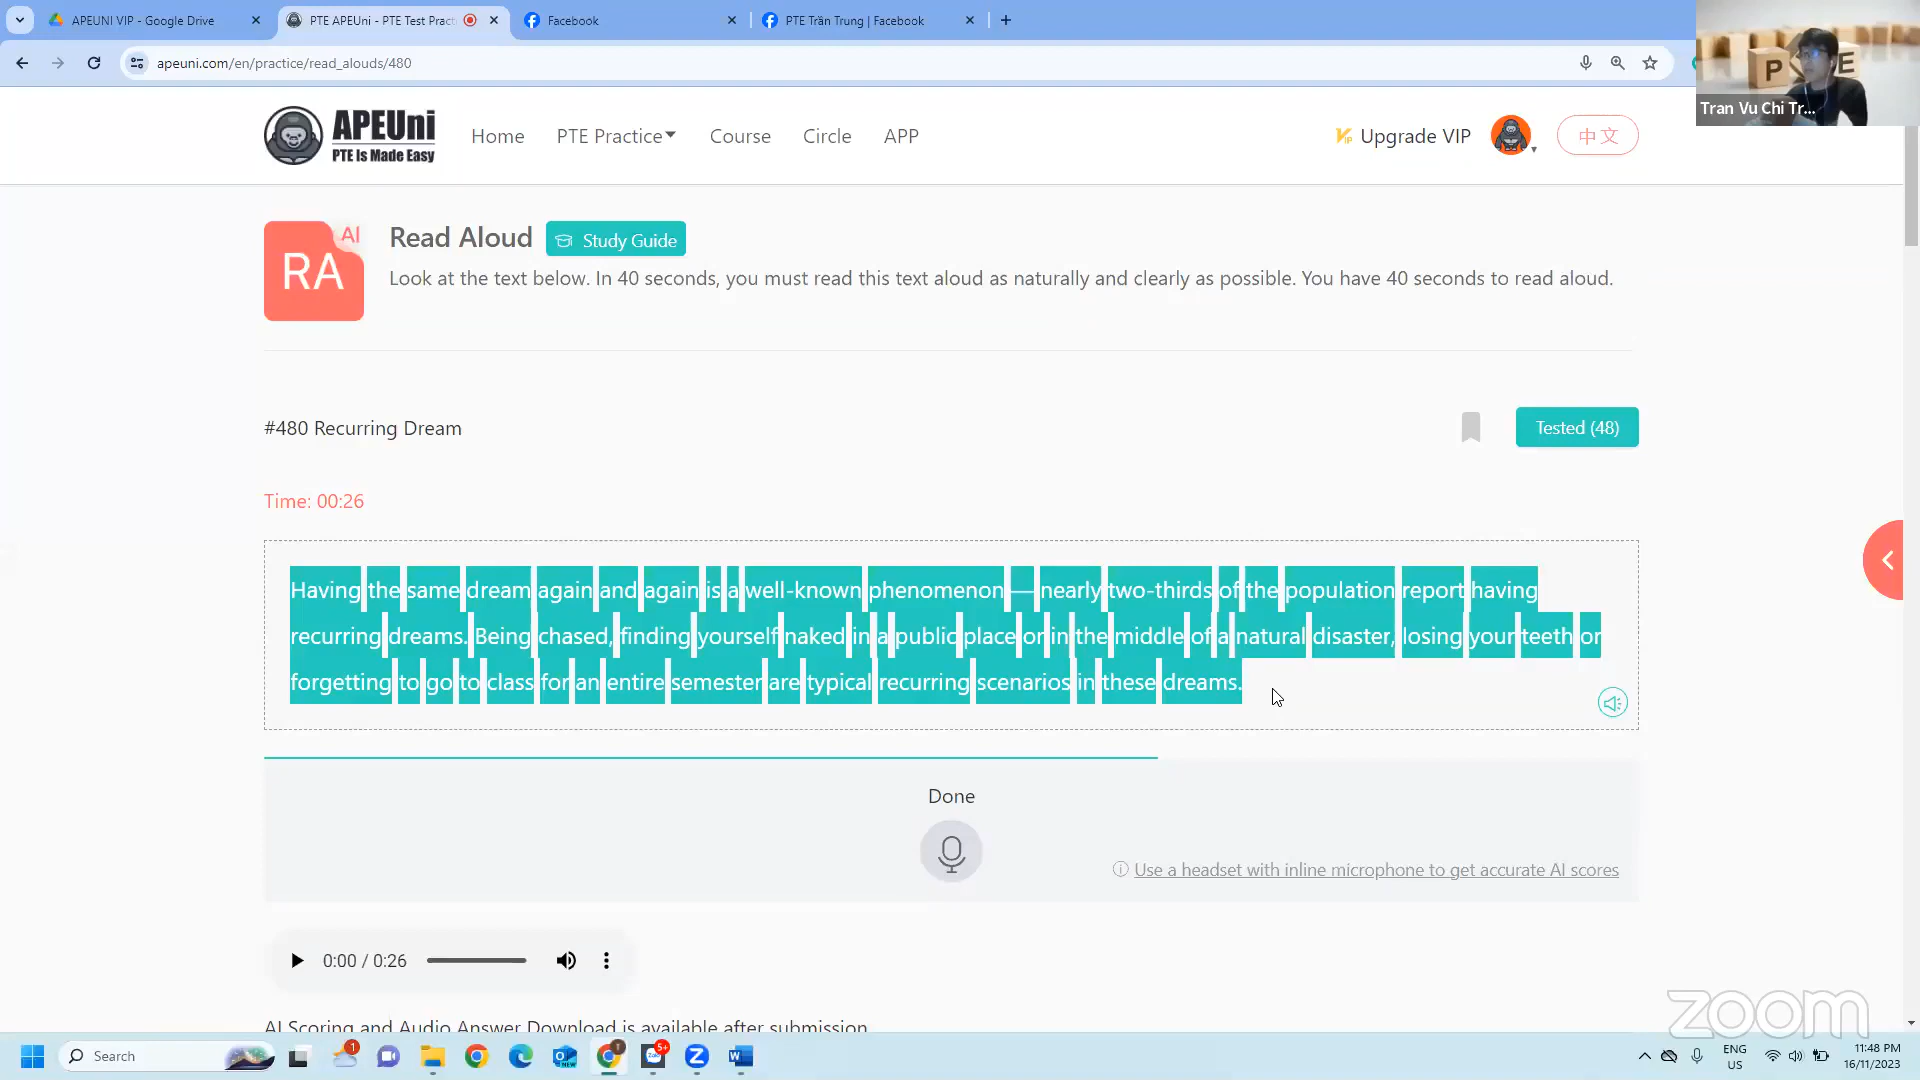 APEUNI VIP - Google Drive
PTE APEUni - PTE Test Pract
Facebook
PTE Trần Trung | Facebook
apeuni.com/en/practice/read_alouds/480
P E
Tran Vu Chi Tr...
APEUni
PTE Is Made Easy
Home
PTE Practice
Course
Circle
APP
Upgrade VIP
中文
RA
AI
Read Aloud
Study Guide
Look at the text below. In 40 seconds, you must read this text aloud as naturally and clearly as possible. You have 40 seconds to read aloud.
#480 Recurring Dream
Tested (48)
Time: 00:26
Having the same dream again and again is a well-known phenomenon — nearly two-thirds of the population report having
recurring dreams. Being chased, finding yourself naked in a public place or in the middle of a natural disaster, losing your teeth or
forgetting to go to class for an entire semester are typical recurring scenarios in these dreams.
Done
Use a headset with inline microphone to get accurate AI scores
0:00 / 0:26
AI Scoring and Audio Answer Download is available after submission
zoom
Search
1
NEW
T
Zalo
5+
ENG
US
11:48 PM
16/11/2023